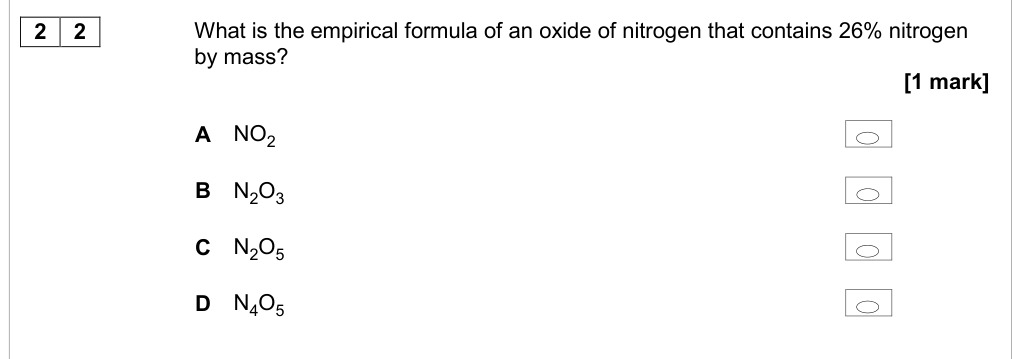 2 2 What is the empirical formula of an oxide of nitrogen that contains 26% nitrogen
by mass?
[1 mark]
A NO₂
B N₂O₃
C N₂O₅
D N₄O₅